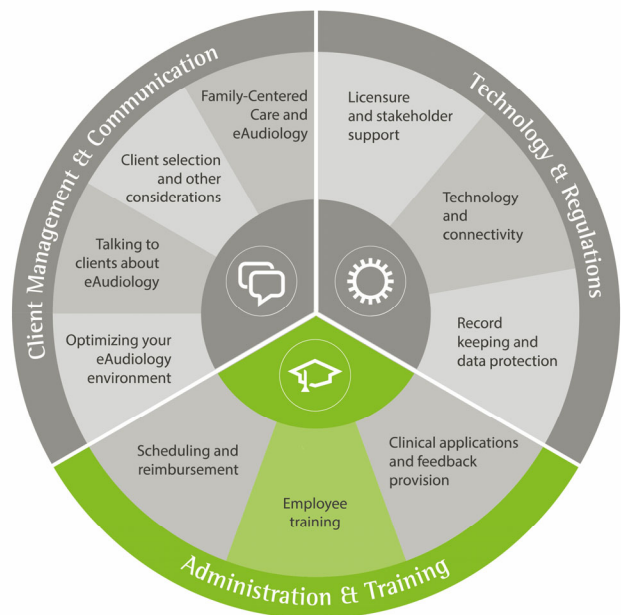 Client Management & Communication
Technology & Regulations
Family-Centered
Care and
eAudiology
Licensure
and stakeholder
support
Client selection
and other
considerations
Technology
and
connectivity
Talking to
clients about
eAudiology
Optimizing your
eAudiology
environment
Record
keeping and
data protection
Scheduling and
reimbursement
Clinical applications
and feedback
provision
Employee
training
Administration & Training